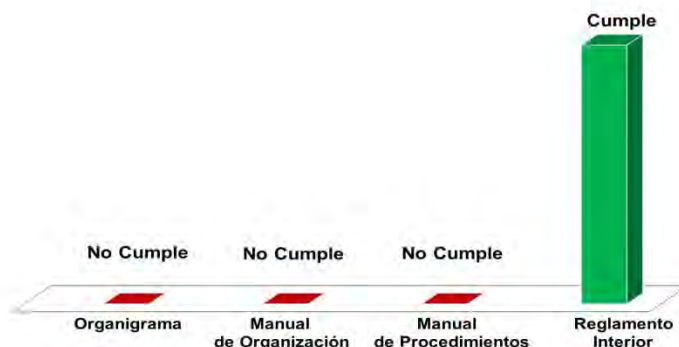 Cumple
No Cumple
No Cumple
No Cumple
Organigrama
Manual
de Organización
Manual
de Procedimientos
Reglamento
Interior